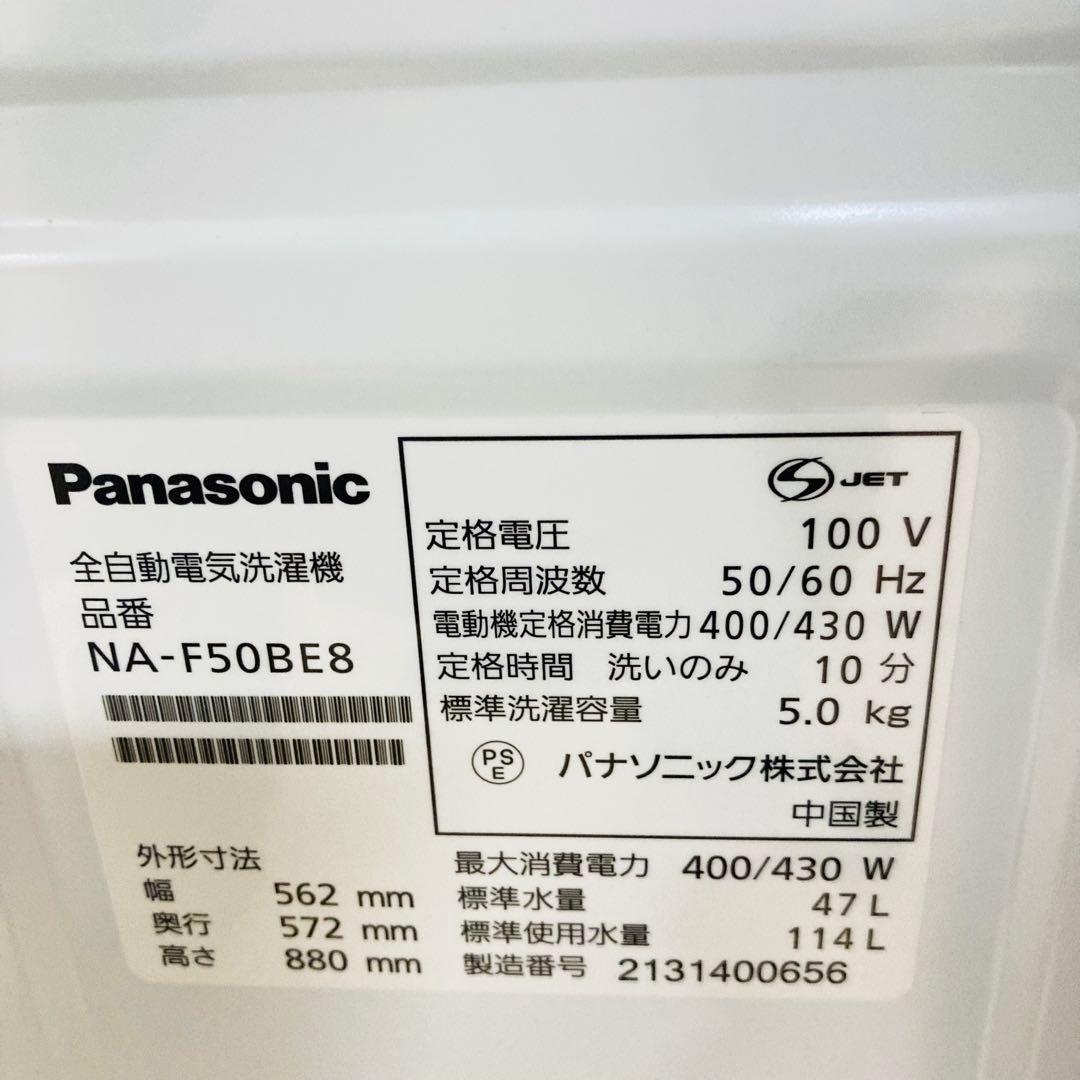 Panasonic
全自動電気洗濯機
品番
NA-F50BE8
S JET
定格電圧 100 V
定格周波数 50/60 Hz
電動機定格消費電力 400/430 W
定格時間 洗いのみ 10 分
標準洗濯容量 5.0 kg
PSE パナソニック株式会社
中国製
外形寸法
幅 562 mm
奥行 572 mm
高さ 880 mm
最大消費電力 400/430 W
標準水量 47 L
標準使用水量 114 L
製造番号 2131400656